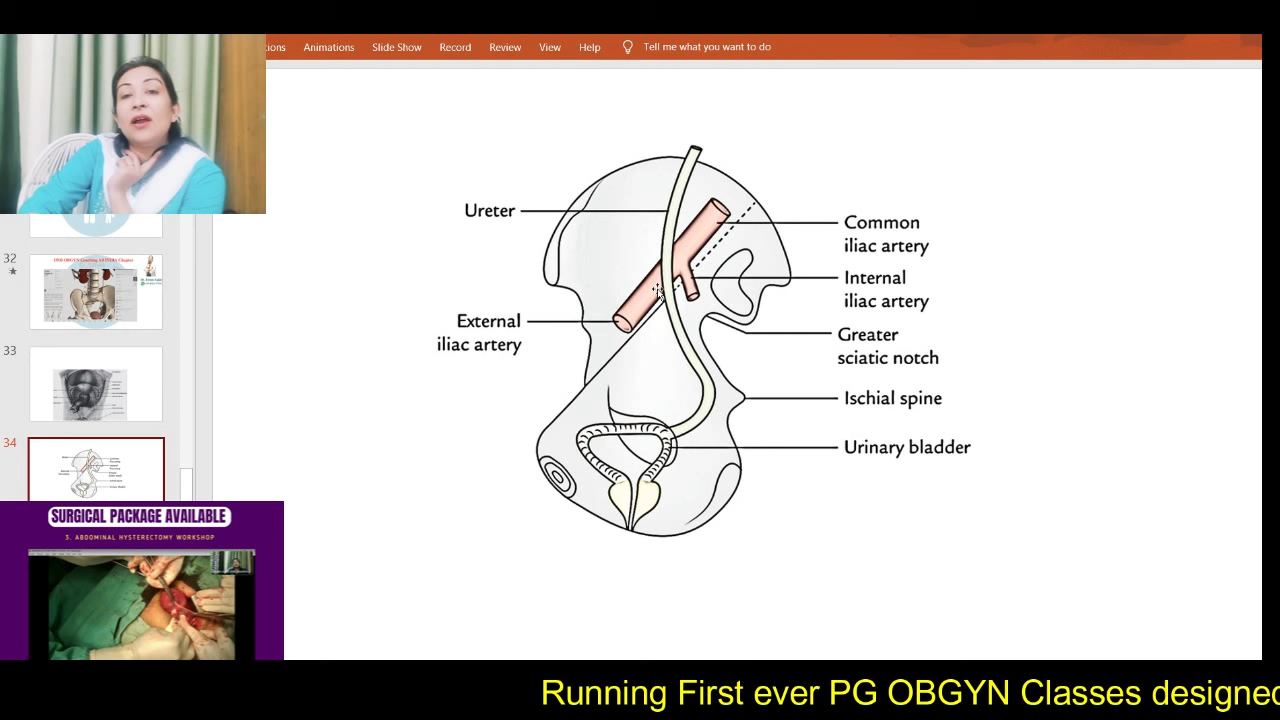 ions Animations Slide Show Record Review View Help Tell me what you want to do
32
33
34
Ureter
External
iliac artery
Common
iliac artery
Internal
iliac artery
Greater
sciatic notch
Ischial spine
Urinary bladder
SURGICAL PACKAGE AVAILABLE
3. ABDOMINAL HYSTERECTOMY WORKSHOP
Running First ever PG OBGYN Classes designed